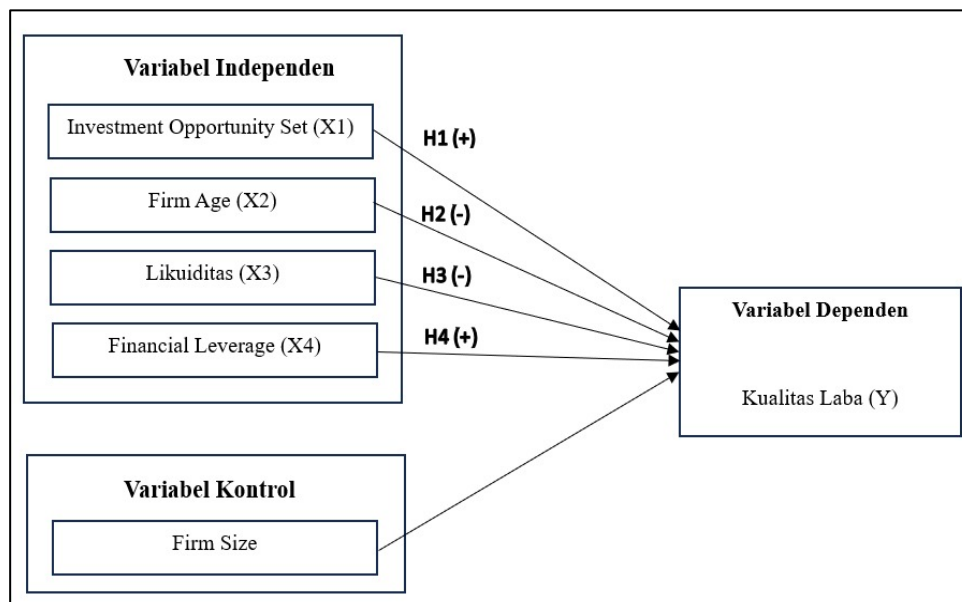 Variabel Independen
Investment Opportunity Set (X1)
H1 (+)
Firm Age (X2)
H2 (-)
Likuiditas (X3)
H3 (-)
Financial Leverage (X4)
H4 (+)
Variabel Dependen
Kualitas Laba (Y)
Variabel Kontrol
Firm Size